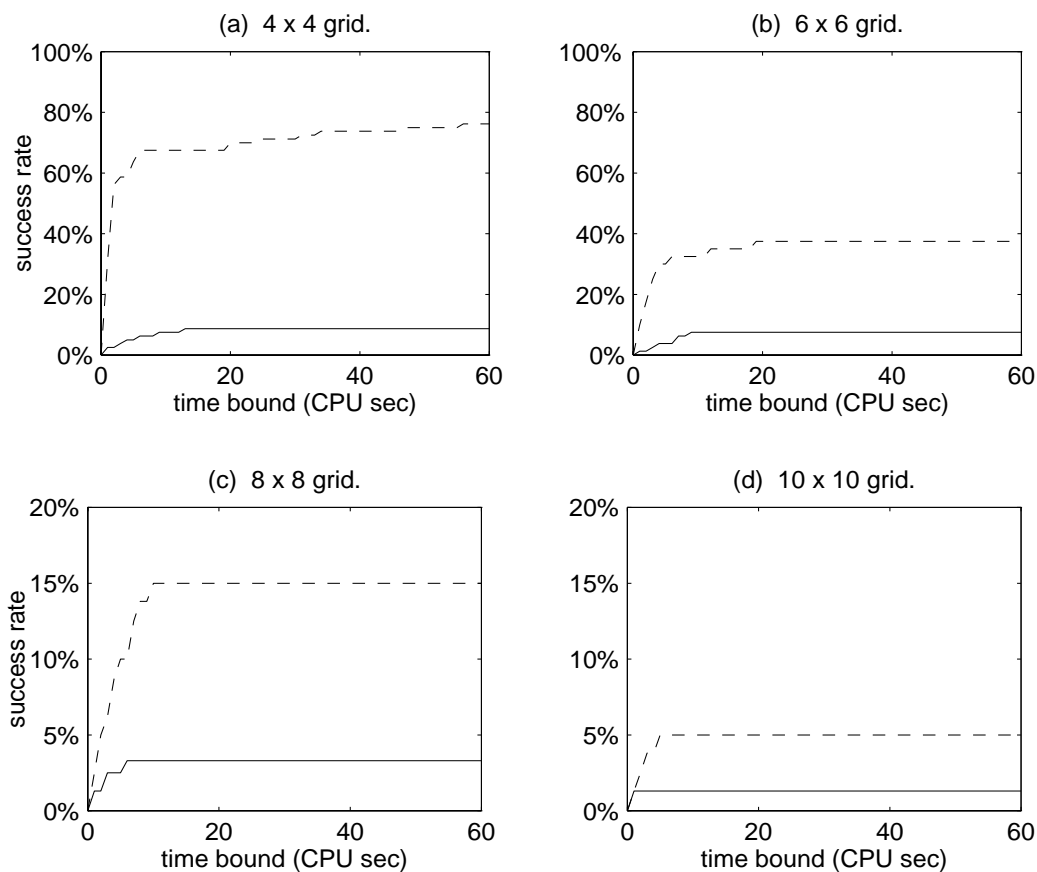 (a) 4 x 4 grid.
100%
80%
60%
40%
20%
0%
success rate
0 20 40 60
time bound (CPU sec)
(b) 6 x 6 grid.
100%
80%
60%
40%
20%
0%
0 20 40 60
time bound (CPU sec)
(c) 8 x 8 grid.
20%
15%
10%
5%
0%
success rate
0 20 40 60
time bound (CPU sec)
(d) 10 x 10 grid.
20%
15%
10%
5%
0%
0 20 40 60
time bound (CPU sec)